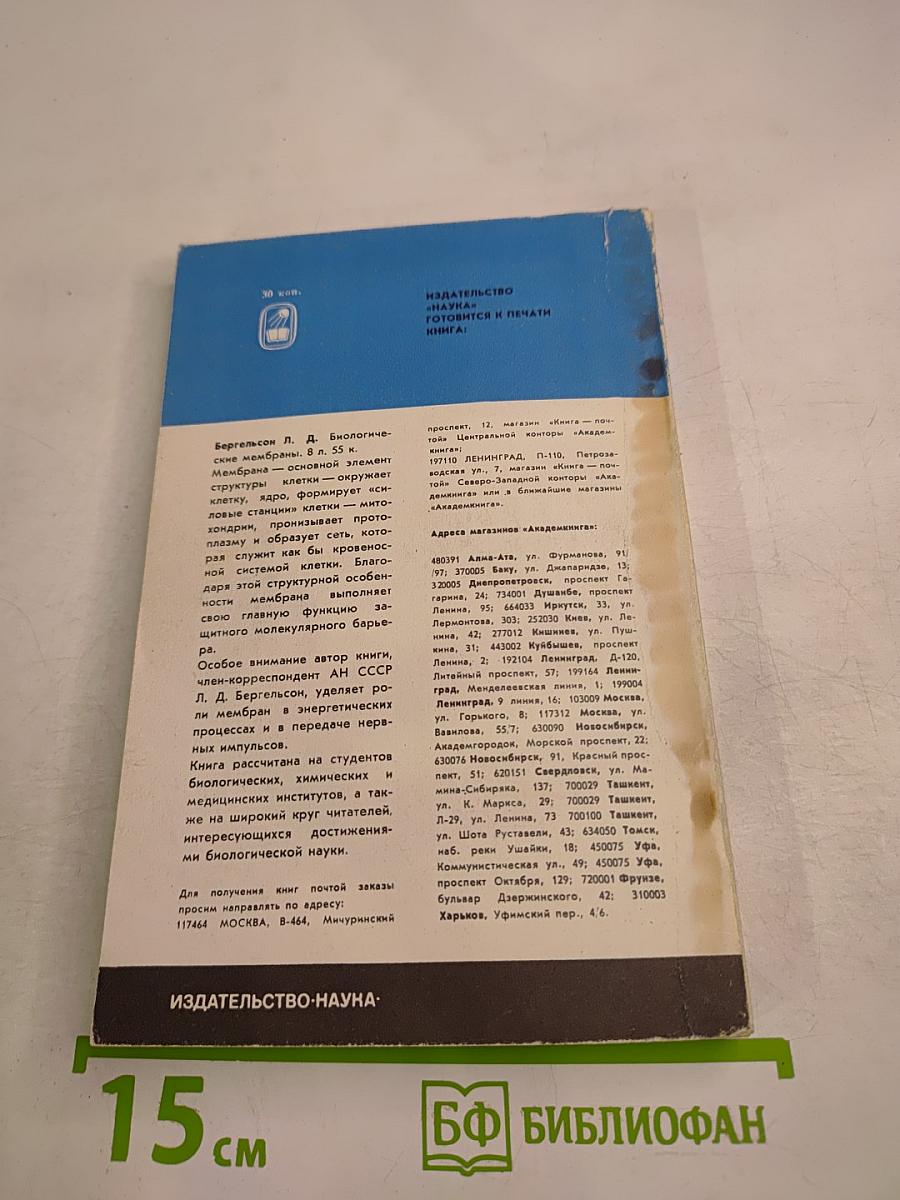 30 коп.
ИЗДАТЕЛЬСТВО
«НАУКА»
ГОТОВИТСЯ К ПЕЧАТИ
КНИГА:
Бергельсон Л. Д. Биологиче-
ские мембраны. 8 л. 55 к.
Мембрана — основной элемент
структуры клетки — окружает
клетку, ядро, формирует «си-
ловые станции» клетки — мито-
хондрии, пронизывает прото-
плазму и образует сеть, кото-
рая служит как бы кровенос-
ной системой клетки. Благо-
даря этой структурной особен-
ности мембрана выполняет
свою главную функцию за-
щитного молекулярного барье-
ра.
Особое внимание автор книги,
член-корреспондент АН СССР
Л. Д. Бергельсон, уделяет ро-
ли мембран в энергетических
процессах и в передаче нерв-
ных импульсов.
Книга рассчитана на студентов
биологических, химических и
медицинских институтов, а так-
же на широкий круг читателей,
интересующихся достижения-
ми биологической науки.
Для получения книг почтой заказы
просим направлять по адресу:
117464 МОСКВА, В-464, Мичуринский
проспект, 12, магазин «Книга — поч-
той» Центральной конторы «Академ-
книга»;
197110 ЛЕНИНГРАД, П-110, Петроза-
водская ул., 7, магазин «Книга — поч-
той» Северо-Западной конторы «Ака-
демкнига» или в ближайшие магазины
«Академкнига».
Адреса магазинов «Академкнига»:
480391 Алма-Ата, ул. Фурманова, 91/
/97; 370005 Баку, ул. Джапаридзе, 13;
320005 Днепропетровск, проспект Га-
гарина, 24; 734001 Душанбе, проспект
Ленина, 95; 664033 Иркутск, 33, ул.
Лермонтова, 303; 252030 Киев, ул. Ле-
нина, 42; 277012 Кишинев, ул. Пуш-
кина, 31; 443002 Куйбышев, проспект
Ленина, 2; 192104 Ленинград, Д-120,
Литейный проспект, 57; 199164 Ленин-
град, Менделеевская линия, 1; 199004
Ленинград, 9 линия, 16; 103009 Москва,
ул. Горького, 8; 117312 Москва, ул.
Вавилова, 55/7; 630090 Новосибирск,
Академгородок, Морской проспект, 22;
630076 Новосибирск, 91, Красный прос-
пект, 51; 620151 Свердловск, ул. Ма-
мина-Сибиряка, 137; 700029 Ташкент,
ул. К. Маркса, 29; 700029 Ташкент,
Л-29, ул. Ленина, 73 700100 Ташкент,
ул. Шота Руставели, 43; 634050 Томск,
наб. реки Ушайки, 18; 450075 Уфа,
Коммунистическая ул., 49; 450075 Уфа,
проспект Октября, 129; 720001 Фрунзе,
бульвар Дзержинского, 42; 310003
Харьков, Уфимский пер., 4/6.
ИЗДАТЕЛЬСТВО·НАУКА·
15 см
БФ БИБЛИОФАН